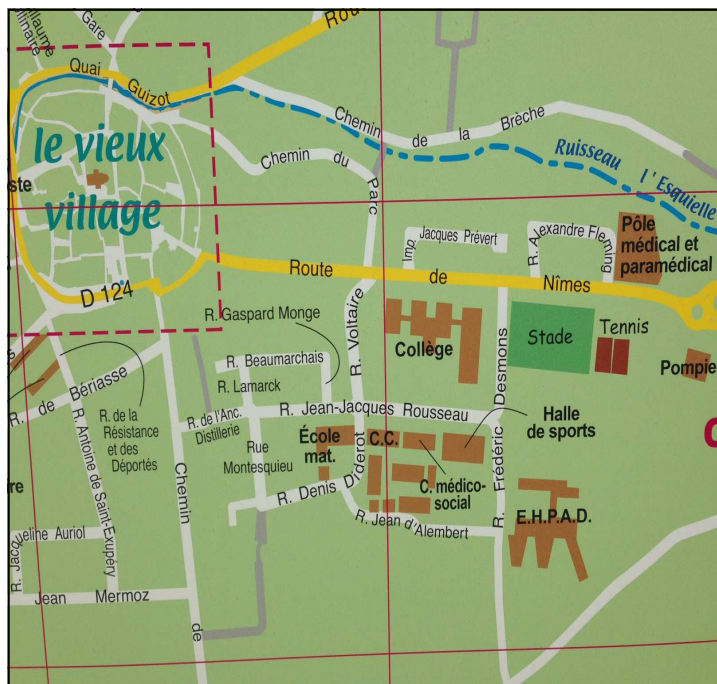 Gare
Quai
Guizot
le vieux
village
ste
D 124
Chemin de la Brèche
Ruisseau l'Esquielle
Chemin du Parc
Imp. Jacques Prévert
R. Alexandre Fleming
Pôle
médical et
paramédical
Route de Nîmes
R. Gaspard Monge
R. Voltaire
Collège
R. Frédéric Desmons
Stade
Tennis
Pompie
R. Beaumarchais
R. Lamarck
R. de Bériasse
R. de la
Résistance
et des
Déportés
R. Antoine de Saint-Exupéry
R. de l'Anc.
Distillerie
R. Jean-Jacques Rousseau
Halle
de sports
École
mat.
C.C.
Rue
Montesquieu
C. médico-
social
R. Denis Diderot
R. Jean d'Alembert
E.H.P.A.D.
ire
R. Jacqueline Auriol
Jean Mermoz
Chemin de